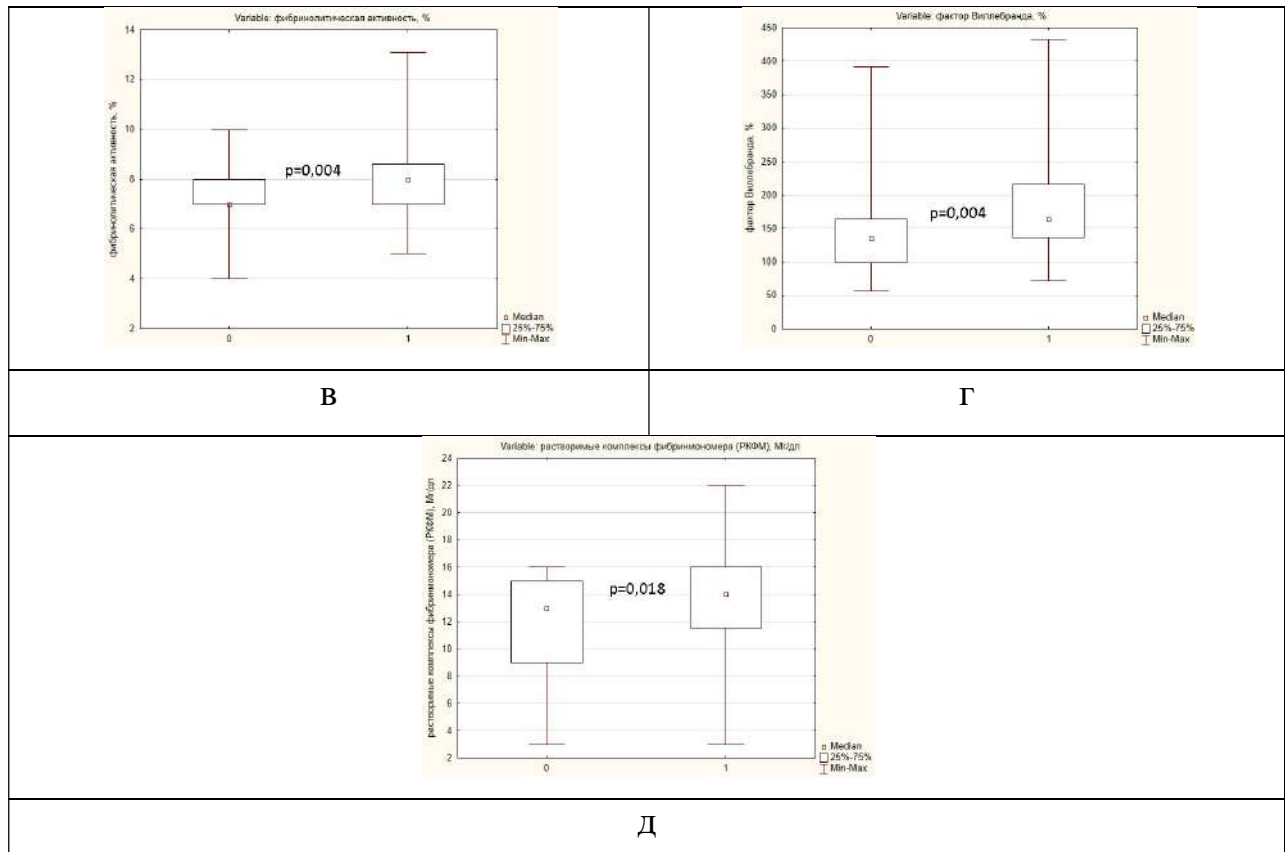 Variable: фибринолитическая активность, %
фибринолитическая активность, %
14
12
10
8
6
4
2
p=0,004
0
1
Median
25%-75%
Min-Max
Variable: фактор Виллебранда, %
фактор Виллебранда, %
450
400
350
300
250
200
150
100
50
0
p=0,004
0
1
Median
25%-75%
Min-Max
В
Г
Variable: растворимые комплексы фибриниономера (РКФМ), Мг/дл
растворимые комплексы фибриниономера (РКФМ), Мг/дл
24
22
20
18
16
14
12
10
8
6
4
2
p=0,018
0
1
Median
25%-75%
Min-Max
Д